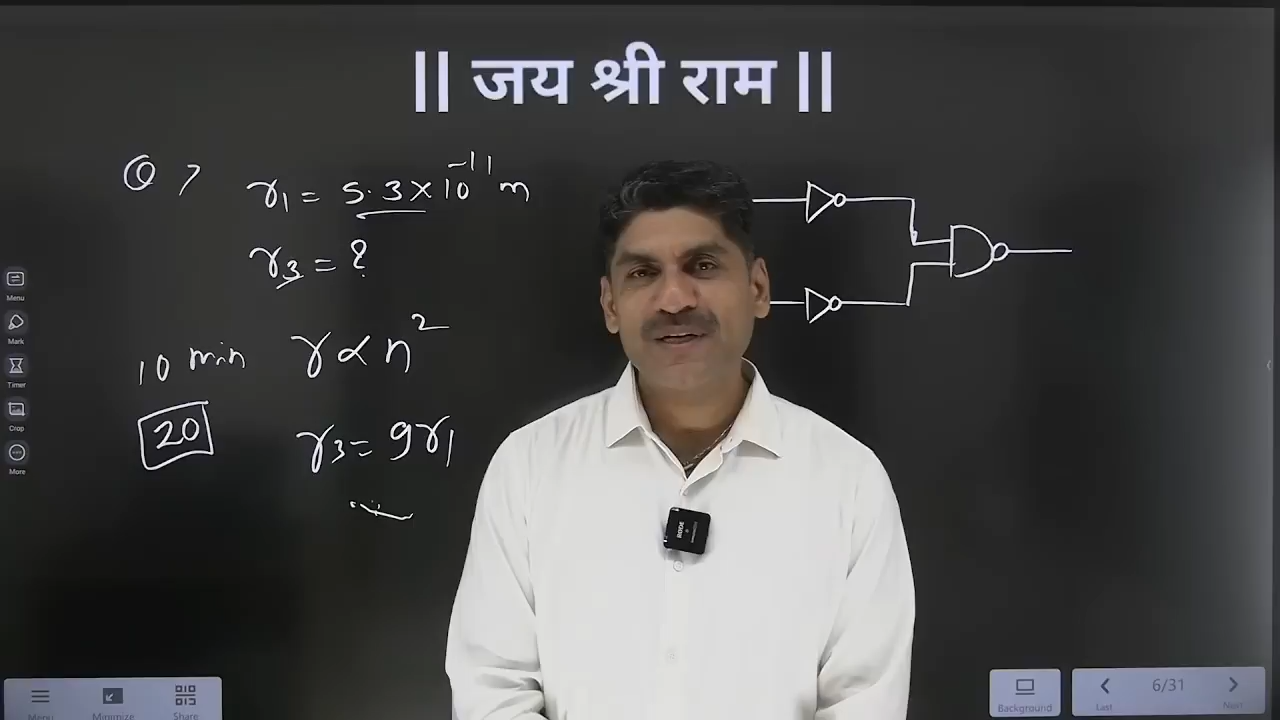 || जय श्री राम ||
Q >
r₁ = 5.3 × 10⁻¹¹ m
r₃ = ?
r ∝ n²
10 min
20
r₃ = 9r₁
Menu
Mark
Timer
Crop
More
RODE
Menu
Minimize
Share
Background
Last
6/31
Next